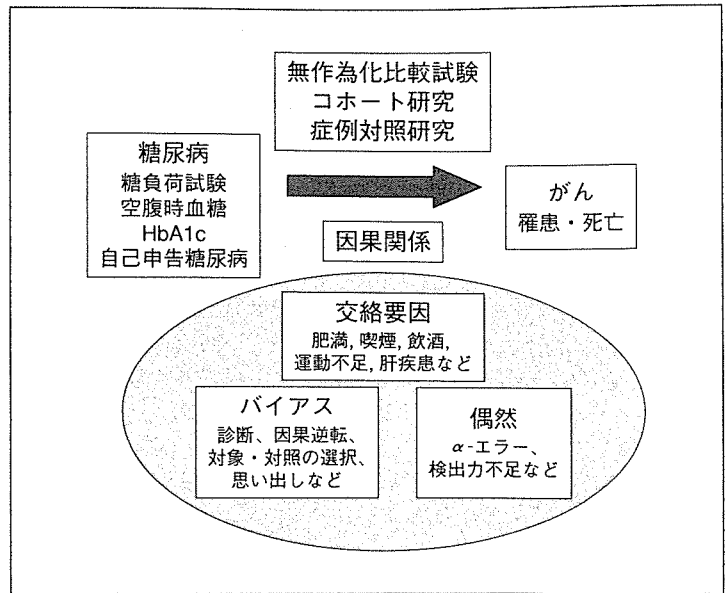 無作為化比較試験
コホート研究
症例対照研究
糖尿病
糖負荷試験
空腹時血糖
HbA1c
自己申告糖尿病
がん
罹患・死亡
因果関係
交絡要因
肥満, 喫煙, 飲酒,
運動不足, 肝疾患など
バイアス
診断、因果逆転、
対象・対照の選択、
思い出しなど
偶然
α-エラー、
検出力不足など